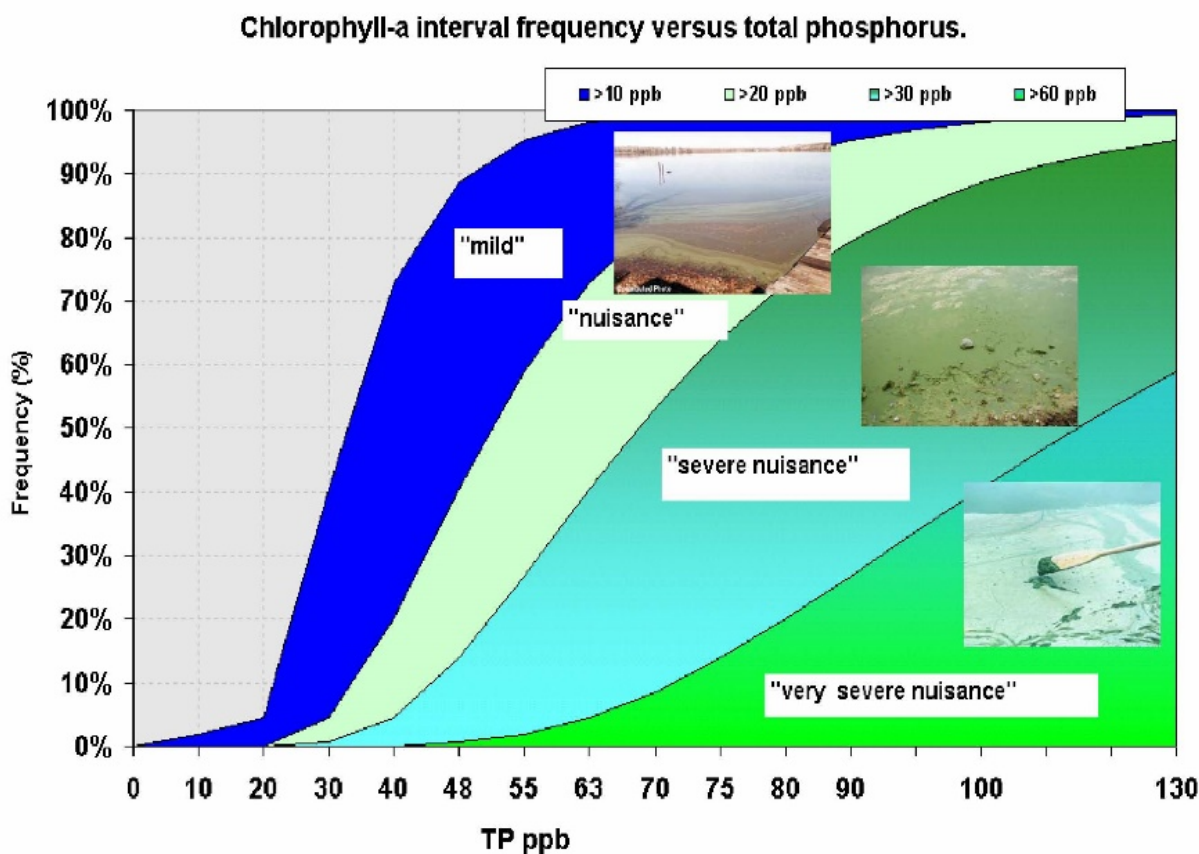 Chlorophyll-a interval frequency versus total phosphorus.
>10 ppb >20 ppb >30 ppb >60 ppb
100%
90%
80%
70%
60%
50%
40%
30%
20%
10%
0%
Frequency (%)
"mild"
"nuisance"
"severe nuisance"
"very severe nuisance"
0 10 20 30 40 48 55 63 70 75 80 90 100 130
TP ppb